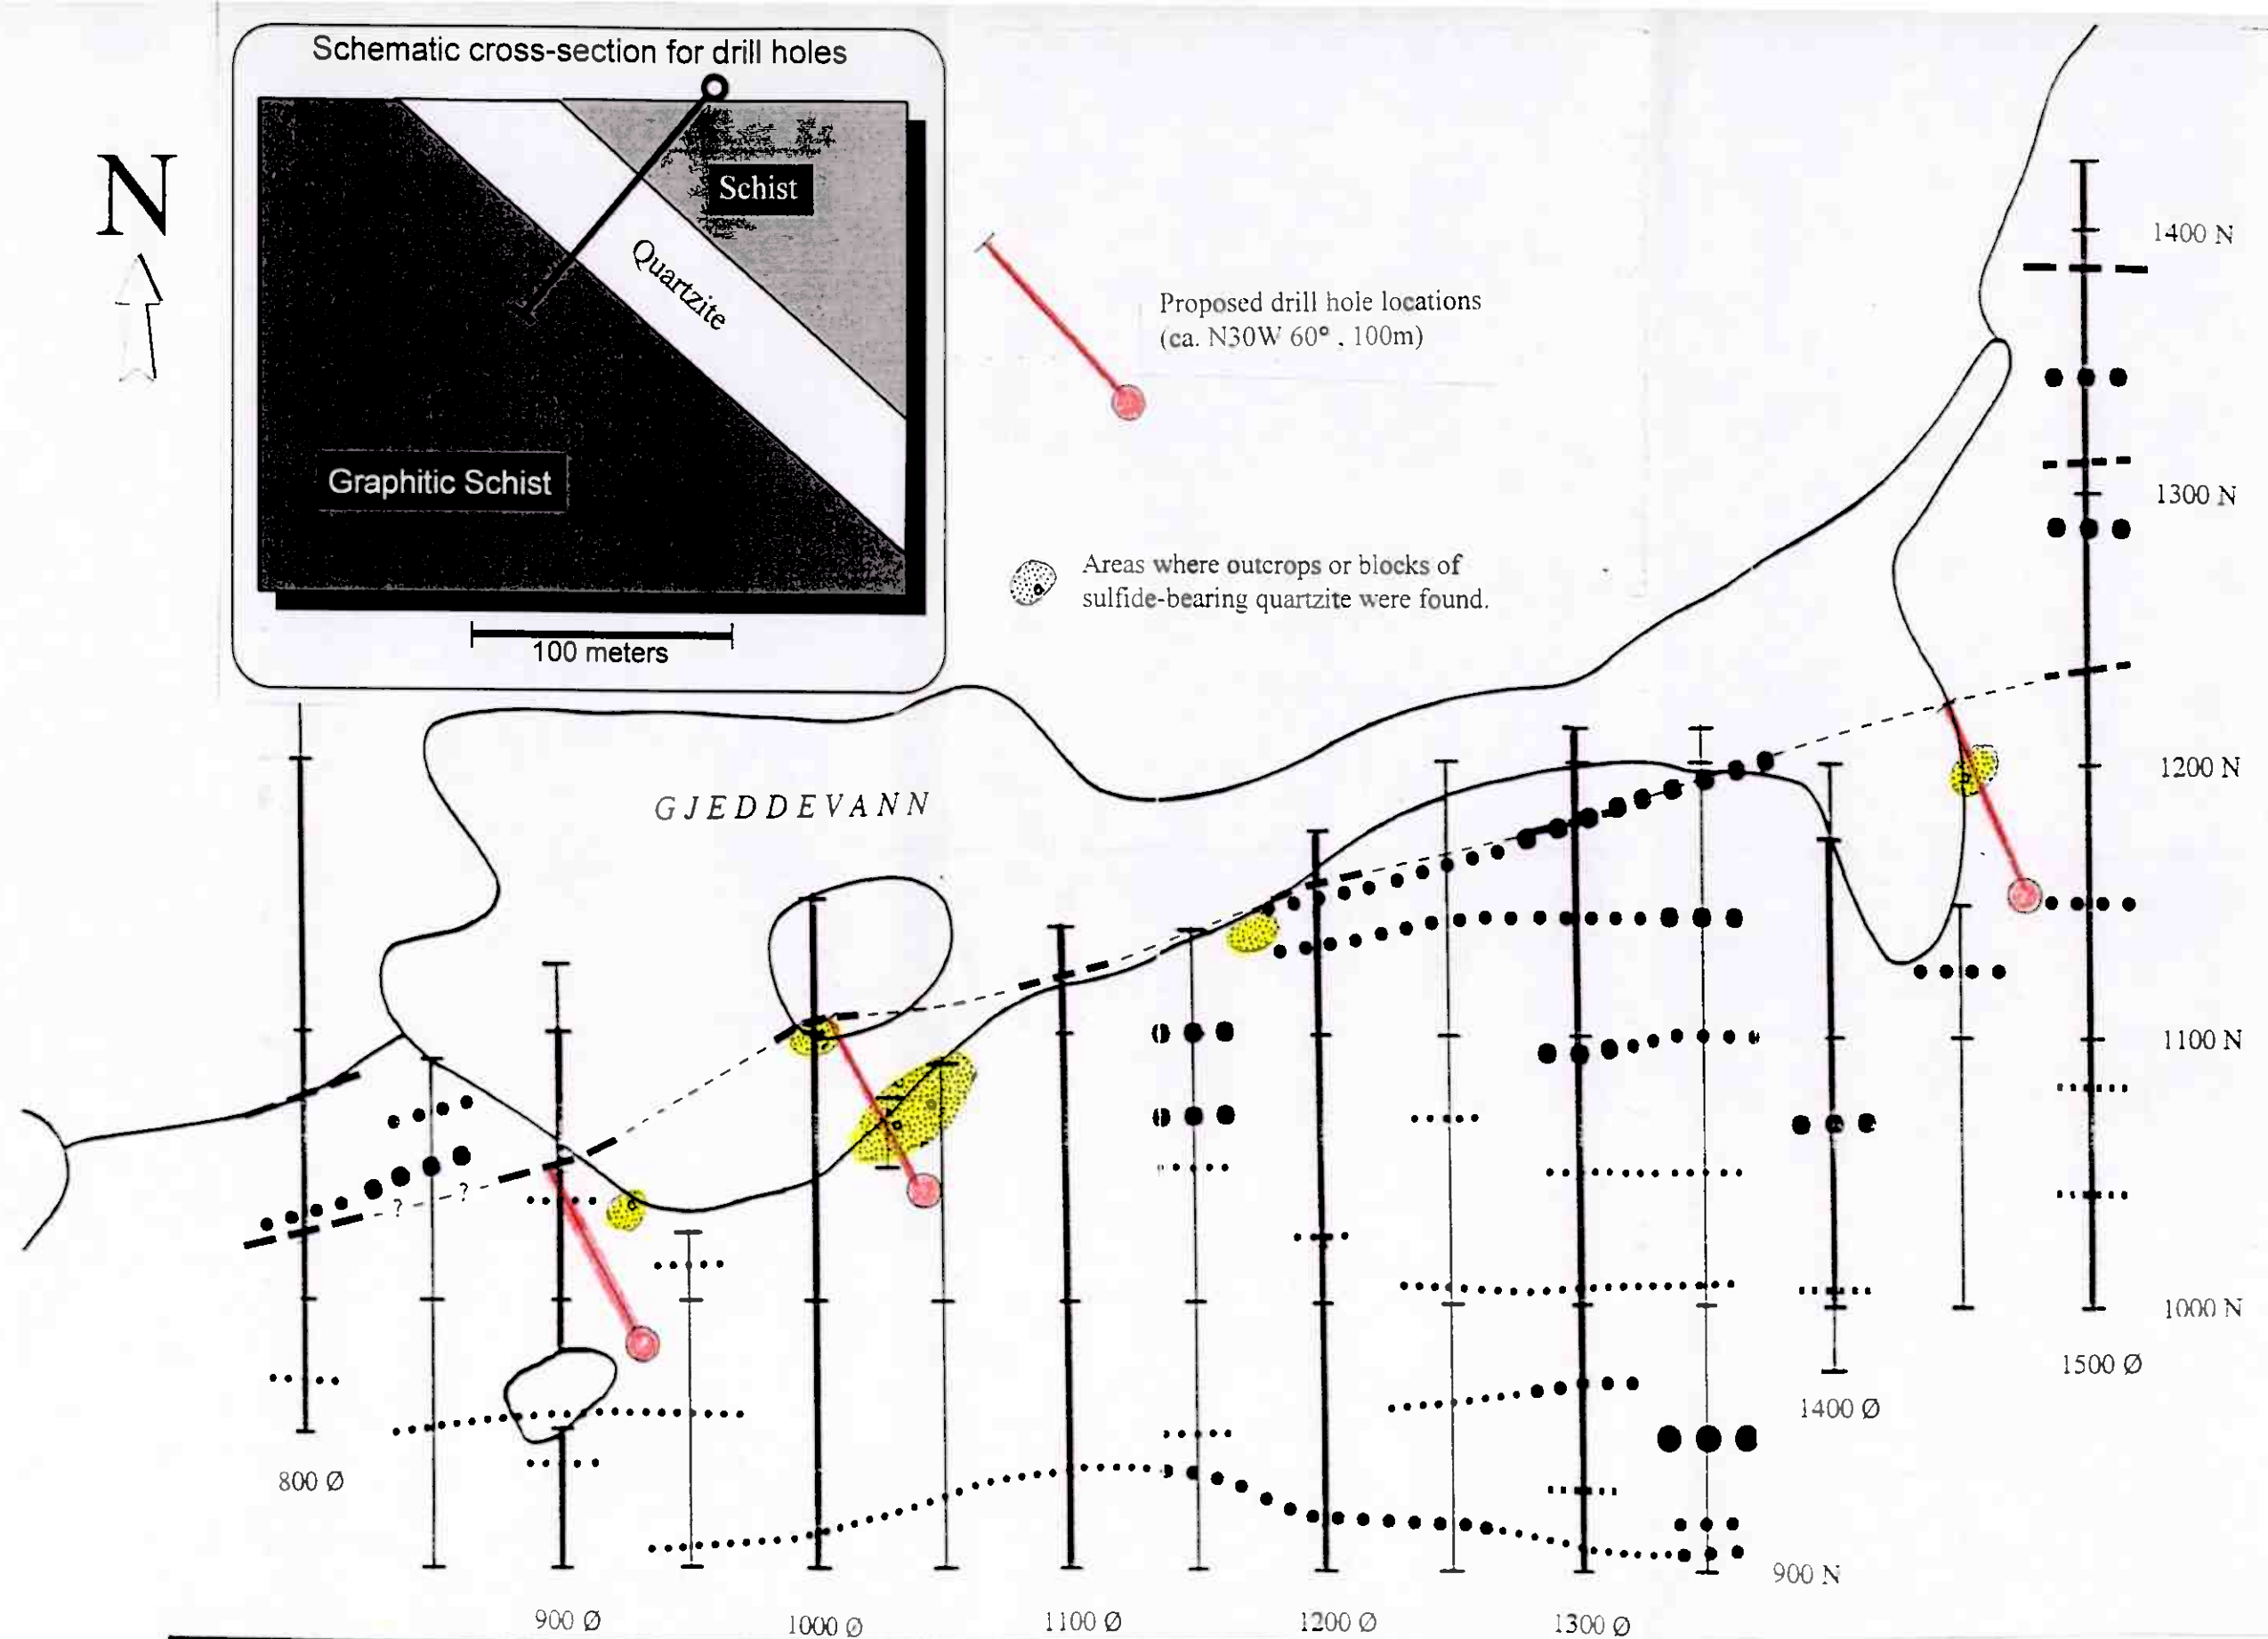 Schematic cross-section for drill holes
N
Schist
Quartzite
Graphitic Schist
100 meters
Proposed drill hole locations
(ca. N30W 60° , 100m)
Areas where outcrops or blocks of
sulfide-bearing quartzite were found.
1400 N
1300 N
1200 N
GJEDDEVANN
1100 N
? ?
1000 N
1500 Ø
1400 Ø
800 Ø
900 N
900 Ø
1000 Ø
1100 Ø
1200 Ø
1300 Ø